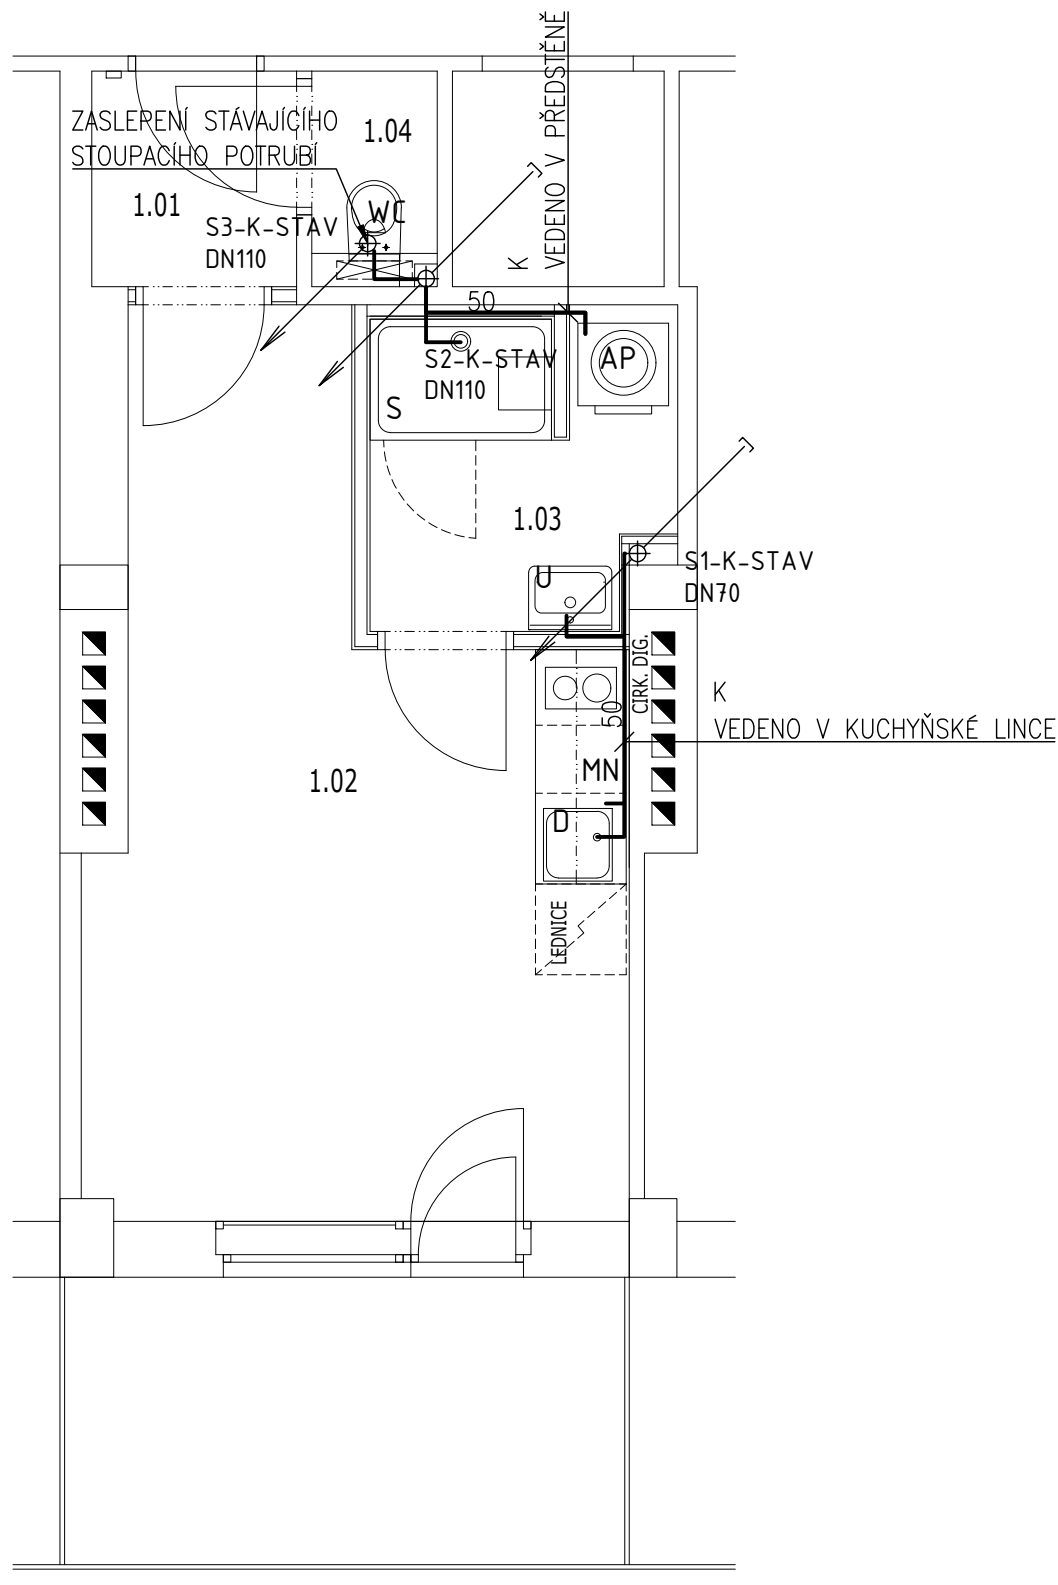 K
VEDENO V PŘEDSTĚNĚ
ZASLEPENÍ STÁVAJÍCÍHO
STOUPACÍHO POTRUBÍ
1.04
1.01
WC
S3-K-STAV
DN110
50
S2-K-STAV
DN110
AP
S
1.03
S1-K-STAV
DN70
U
CIRK. DIG.
50
K
VEDENO V KUCHYŇSKÉ LINCE
1.02
MN
D
LEDNICE